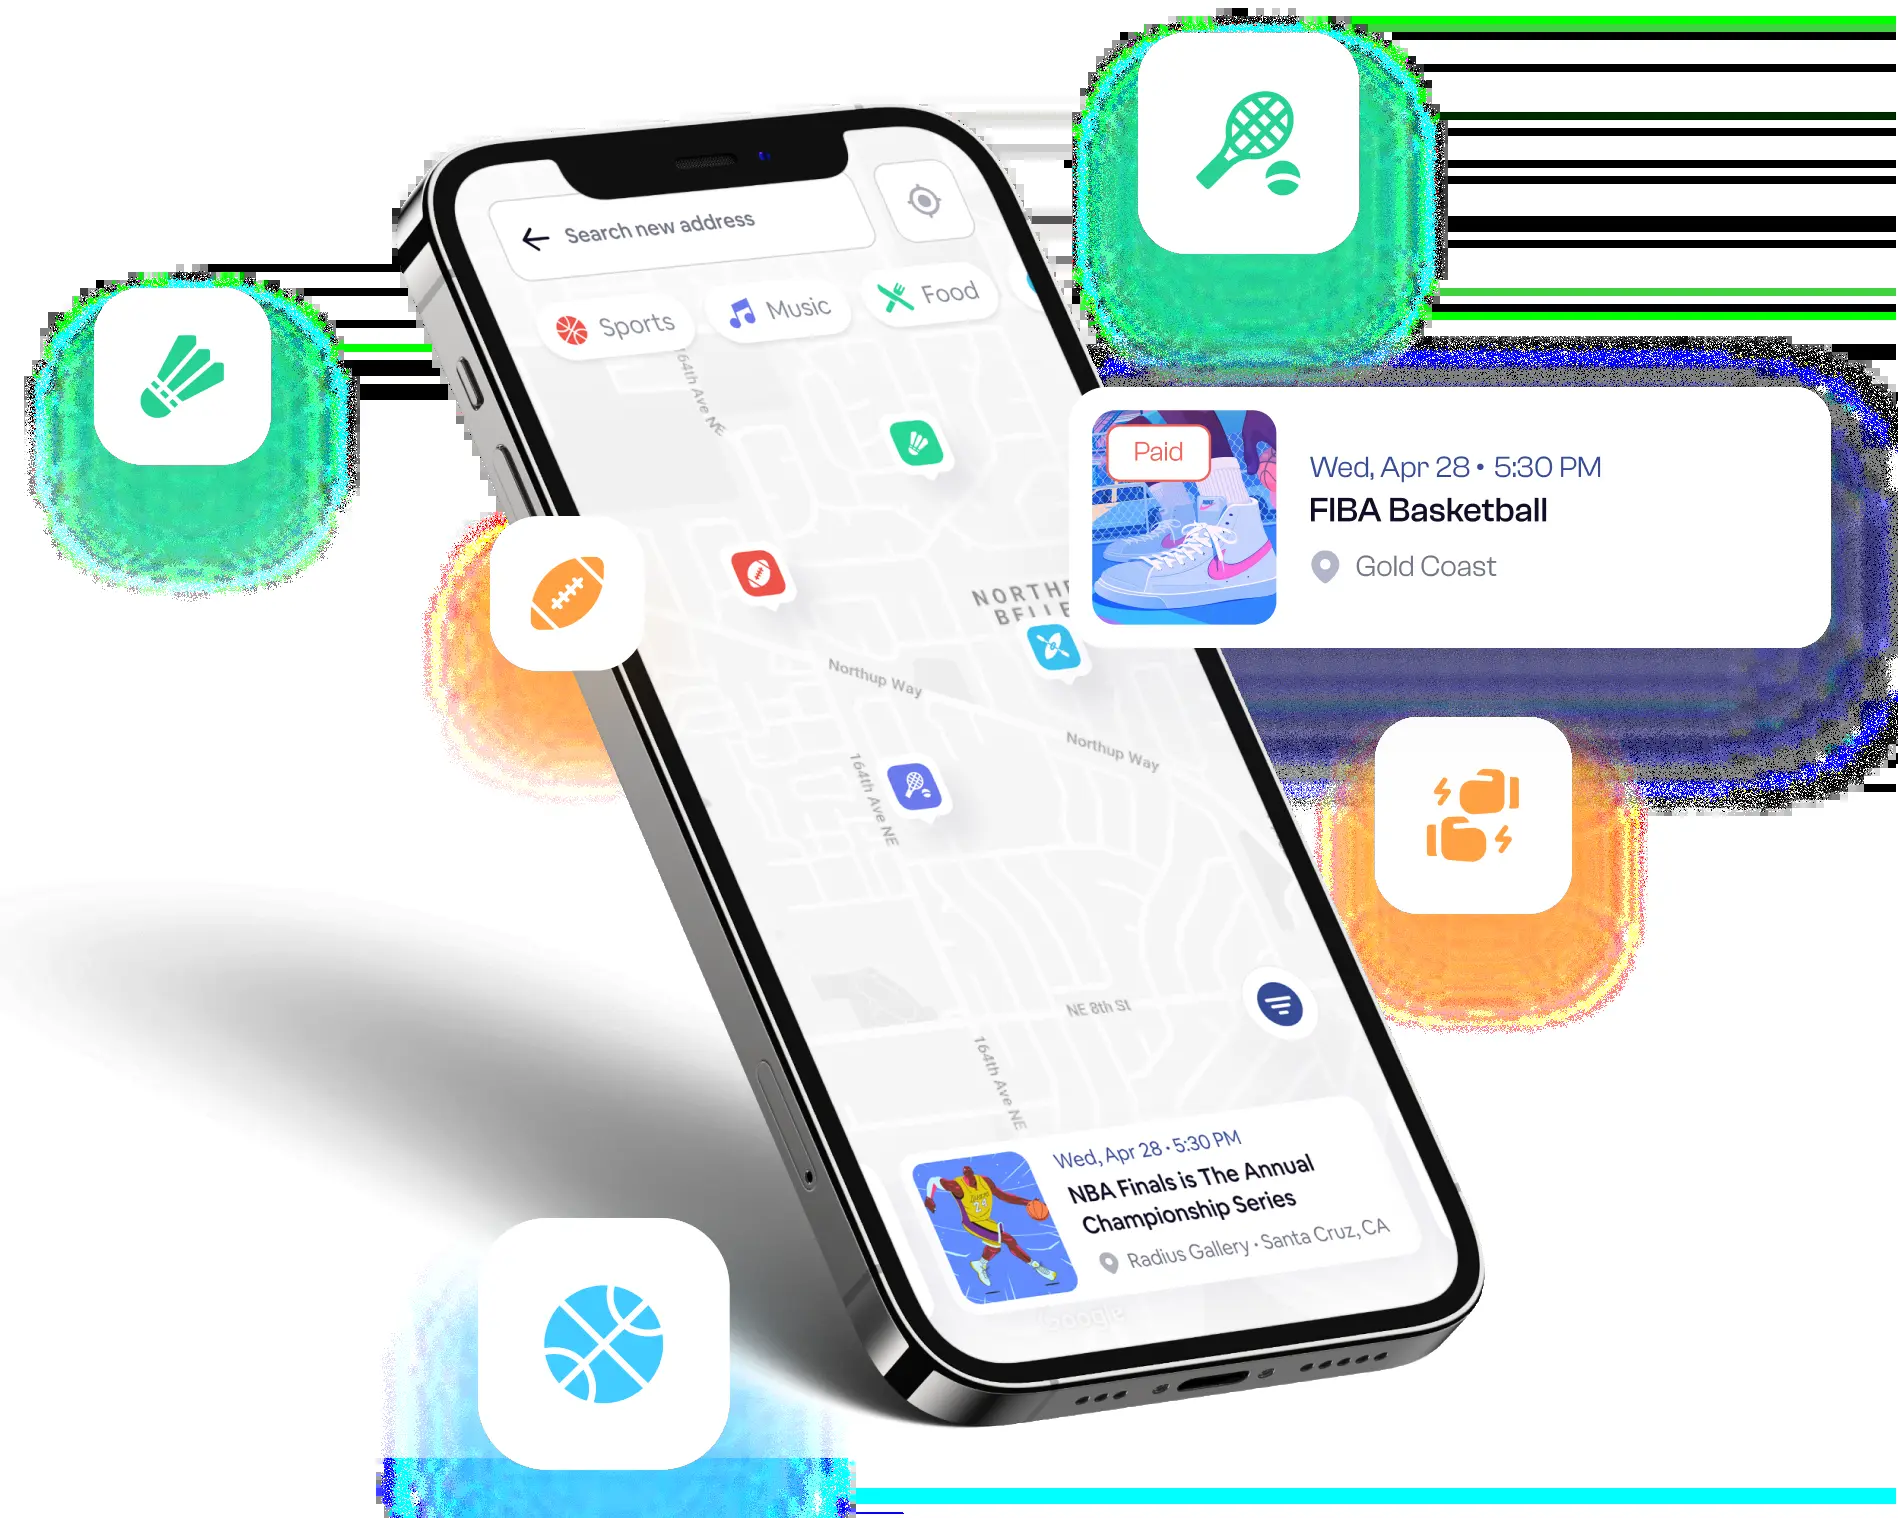 Search new address
Sports
Music
Food
164th Ave NE
Paid
Wed, Apr 28 • 5:30 PM
FIBA Basketball
Gold Coast
Northup Way
Northup Way
164th Ave NE
NE 8th St
164th Ave NE
Wed, Apr 28 · 5:30 PM
NBA Finals is The Annual
Championship Series
Radius Gallery · Santa Cruz, CA
Google